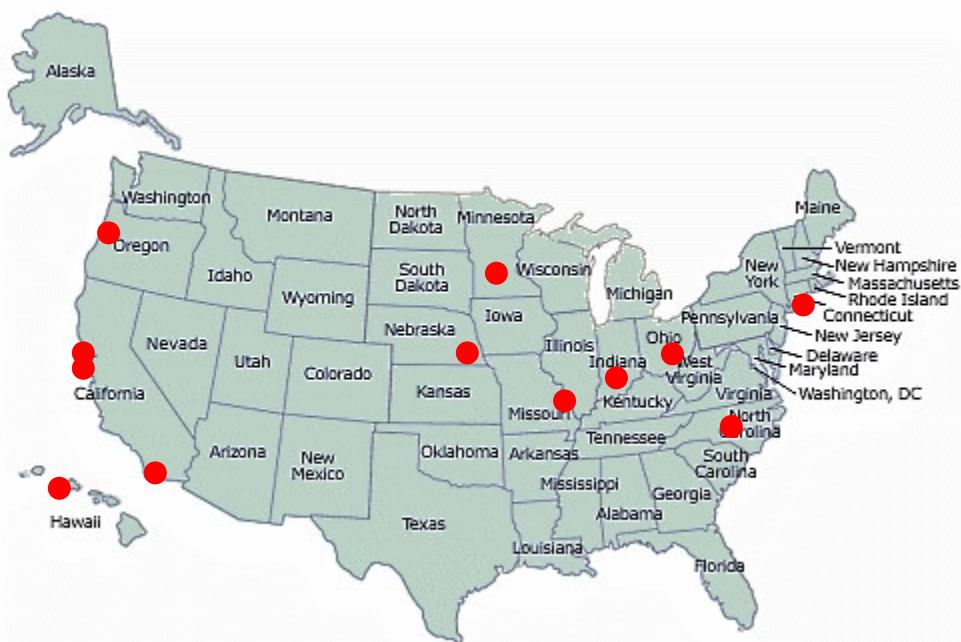 Alaska
Washington
Montana
North
Dakota
Minnesota
Maine
Oregon
Idaho
South
Dakota
Wisconsin
Michigan
New
York
Vermont
New Hampshire
Massachusetts
Rhode Island
Connecticut
Wyoming
Iowa
Pennsylvania
New Jersey
Nebraska
Nevada
Utah
Colorado
Illinois
Indiana
Ohio
West
Virginia
Delaware
Maryland
Washington, DC
California
Kansas
Missouri
Kentucky
Virginia
Arizona
New
Mexico
Oklahoma
Arkansas
Tennessee
North
Carolina
South
Carolina
Mississippi
Georgia
Alabama
Hawaii
Texas
Louisiana
Florida